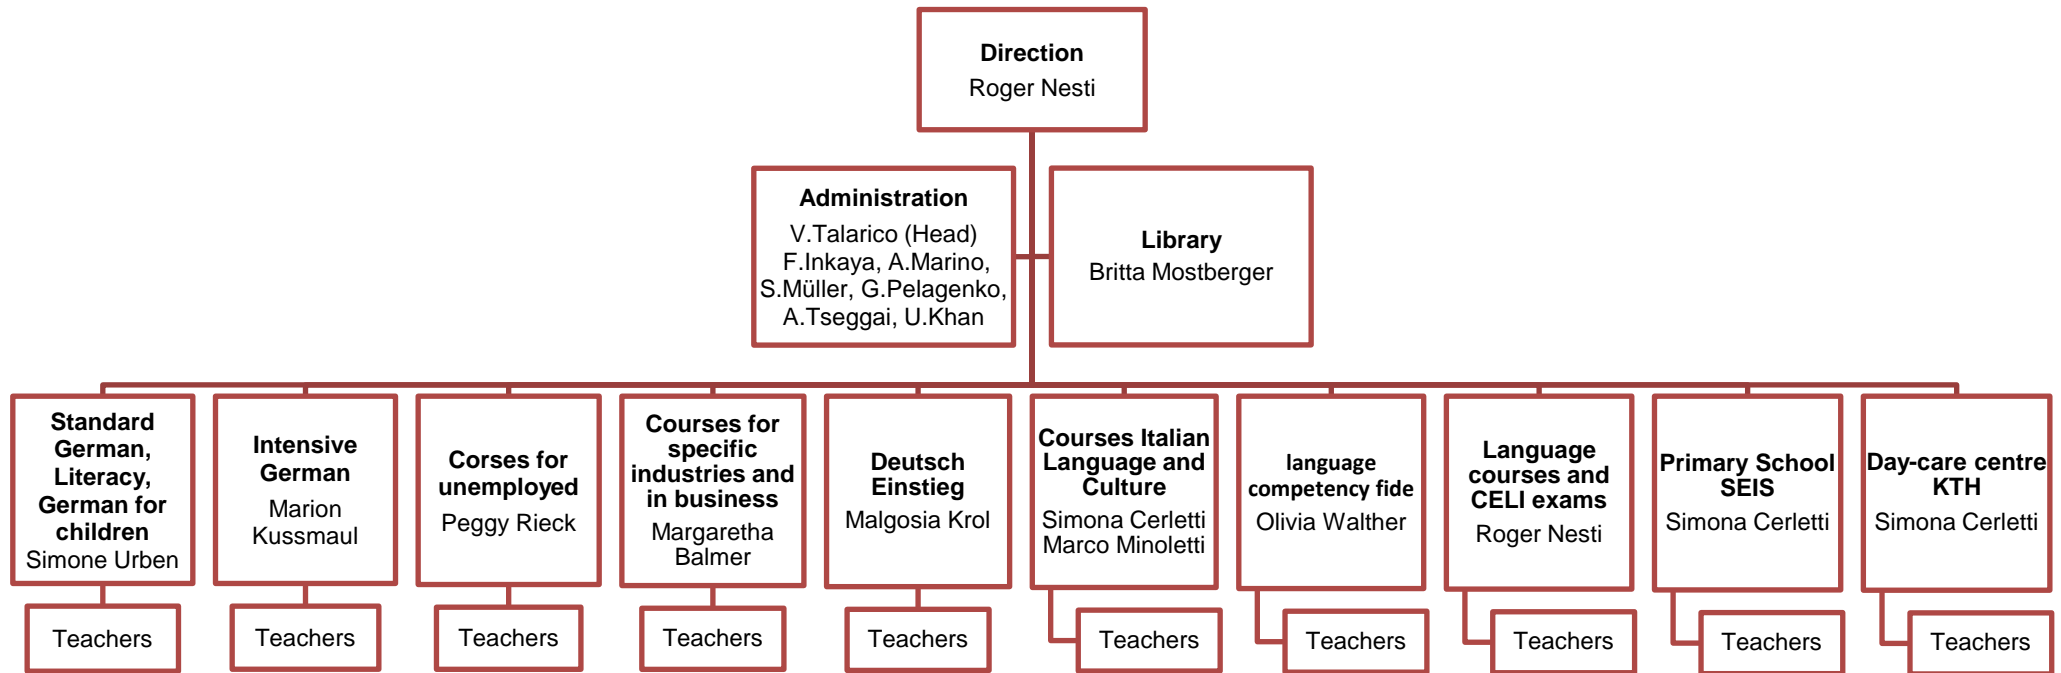 Direction
Roger Nesti
Administration
V.Talarico (Head)
F.Inkaya, A.Marino,
S.Müller, G.Pelagenko,
A.Tseggai, U.Khan
Library
Britta Mostberger
Standard
German,
Literacy,
German for
children
Simone Urben
Intensive
German
Marion
Kussmaul
Corses for
unemployed
Peggy Rieck
Courses for
specific
industries and
in business
Margaretha
Balmer
Deutsch
Einstieg
Malgosia Krol
Courses Italian
Language and
Culture
Simona Cerletti
Marco Minoletti
language
competency fide
Olivia Walther
Language
courses and
CELI exams
Roger Nesti
Primary School
SEIS
Simona Cerletti
Day-care centre
KTH
Simona Cerletti
Teachers
Teachers
Teachers
Teachers
Teachers
Teachers
Teachers
Teachers
Teachers
Teachers